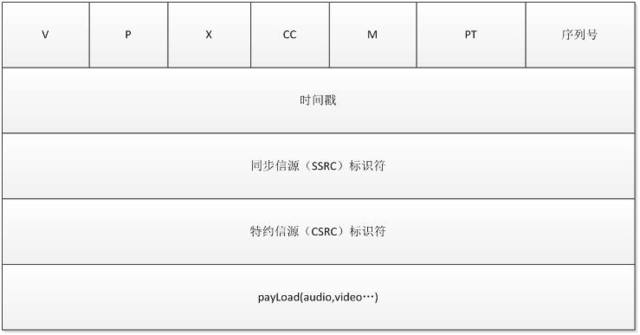 V P X CC M PT 序列号
时间戳
同步信源（SSRC）标识符
特约信源（CSRC）标识符
payLoad(audio,video…)